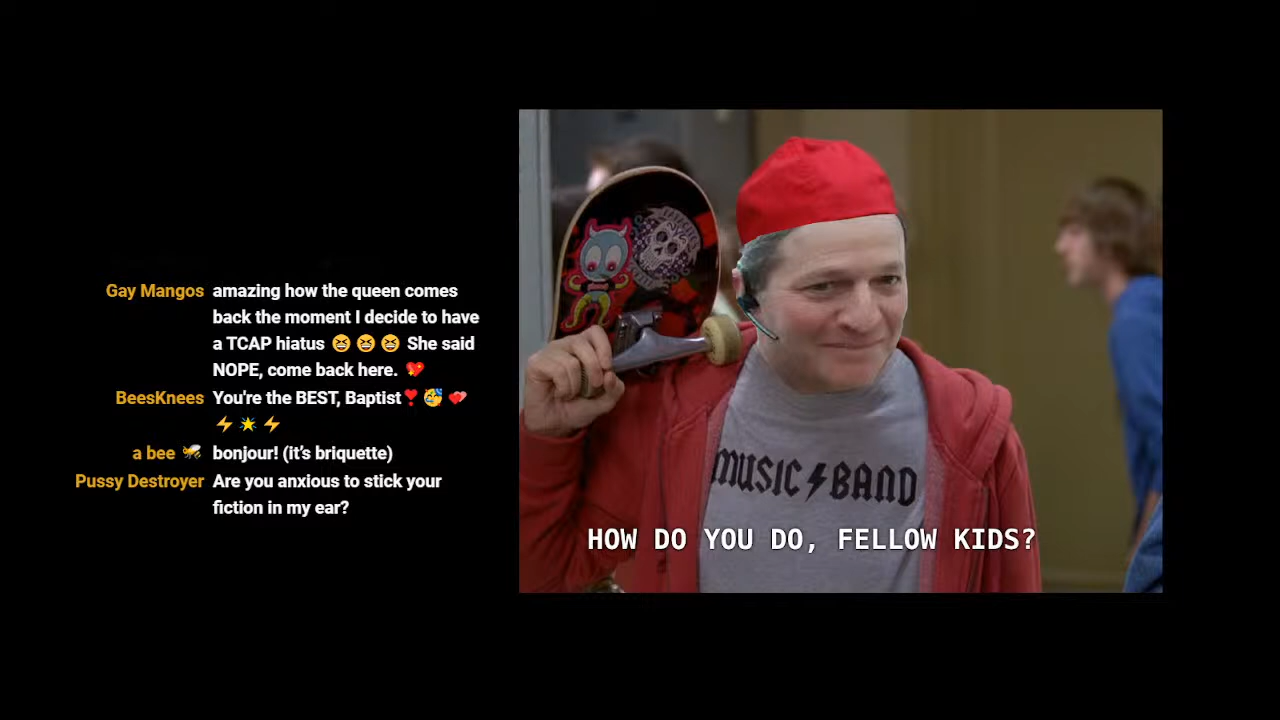 Gay Mangos amazing how the queen comes
back the moment I decide to have
a TCAP hiatus 😆 😆 😆 She said
NOPE, come back here. 💖
BeesKnees You're the BEST, Baptist❣️ 🥳 💕
⚡ 🌟 ⚡
a bee 🐝 bonjour! (it's briquette)
Pussy Destroyer Are you anxious to stick your
fiction in my ear?
MUSIC⚡BAND
HOW DO YOU DO, FELLOW KIDS?